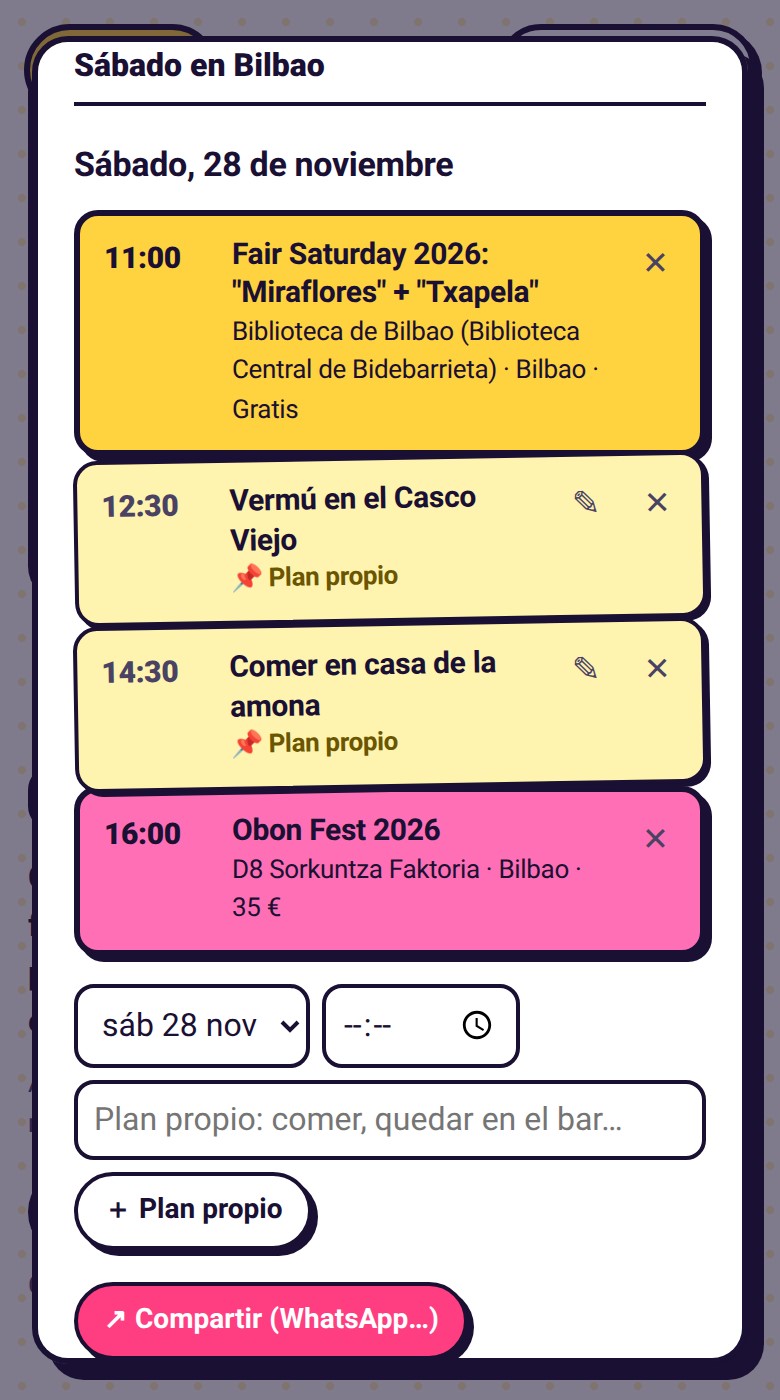 Sábado en Bilbao
Sábado, 28 de noviembre
11:00
Fair Saturday 2026:
"Miraflores" + "Txapela"
Biblioteca de Bilbao (Biblioteca
Central de Bidebarrieta) · Bilbao ·
Gratis
12:30
Vermú en el Casco
Viejo
📌 Plan propio
14:30
Comer en casa de la
amona
📌 Plan propio
16:00
Obon Fest 2026
D8 Sorkuntza Faktoria · Bilbao ·
35 €
sáb 28 nov
--:--
Plan propio: comer, quedar en el bar…
+ Plan propio
↗ Compartir (WhatsApp…)